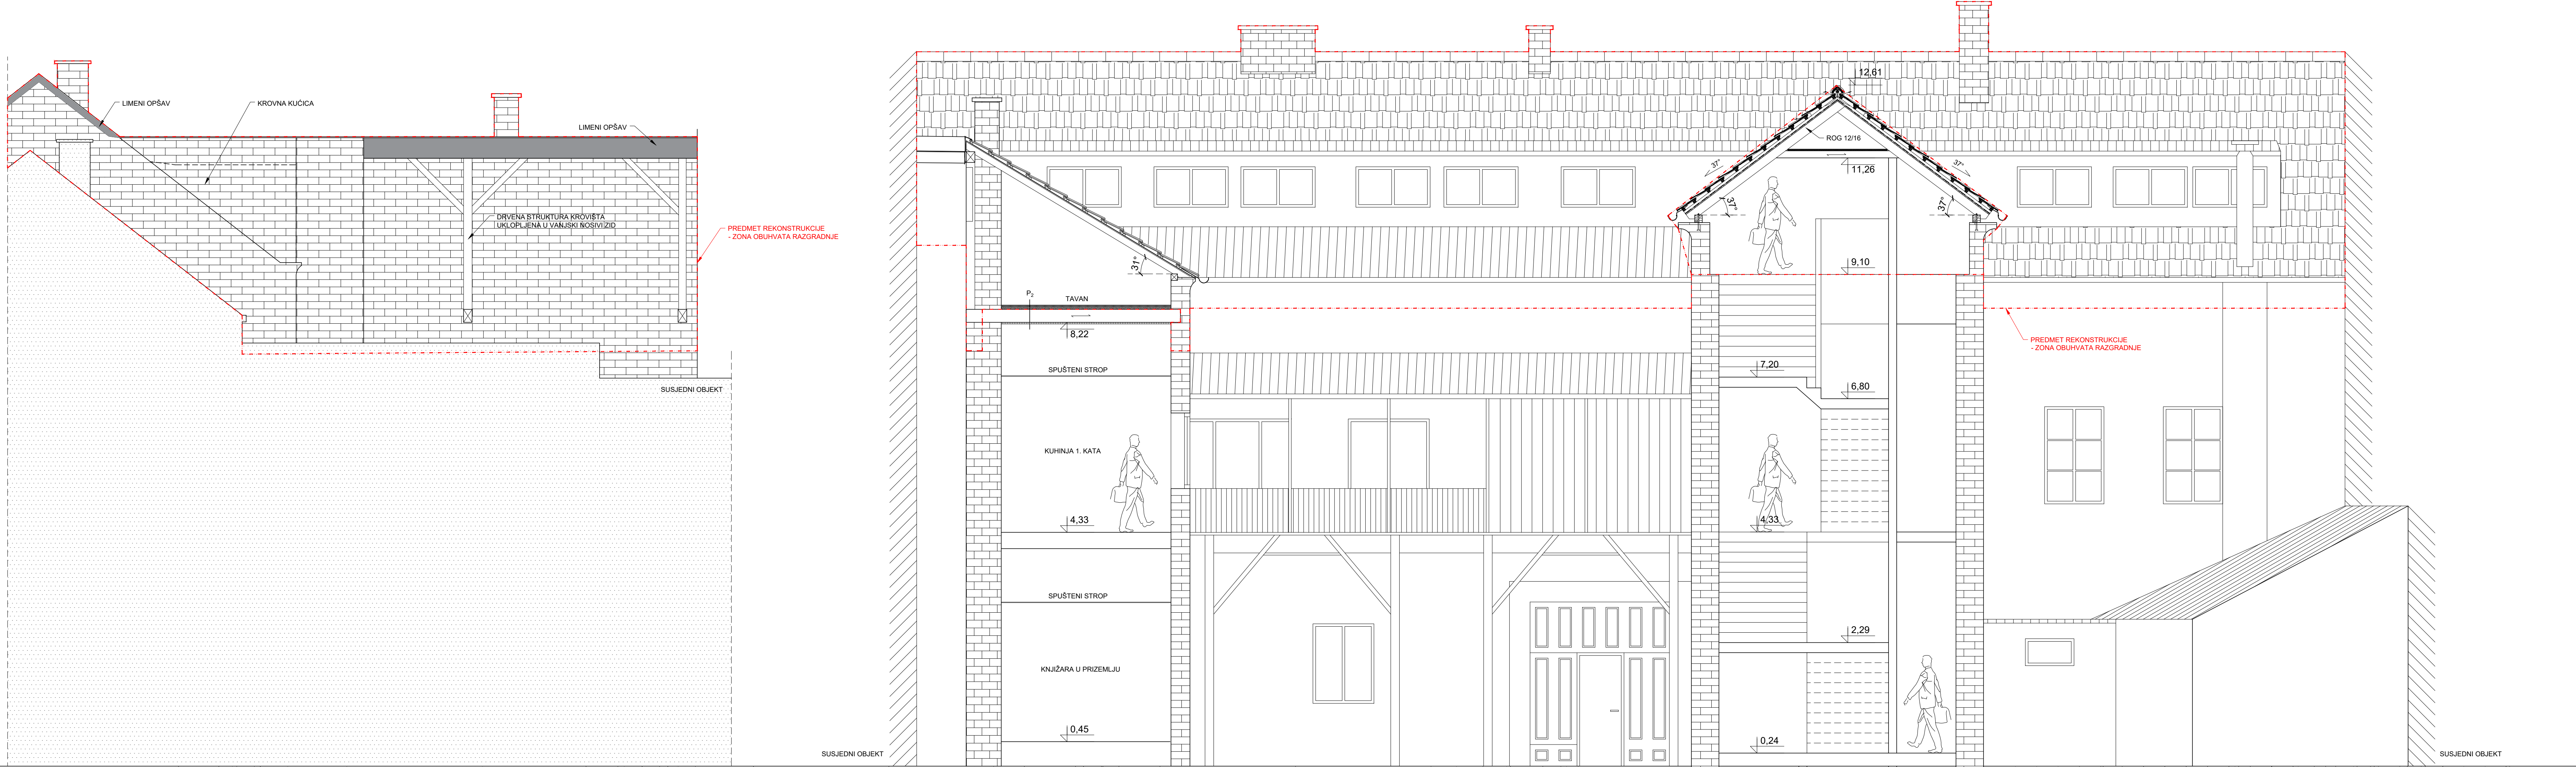 LIMENI OPŠAV
KROVNA KUĆICA
LIMENI OPŠAV
DRVENA STRUKTURA KROVIŠTA
UKLOPLJENA U VANJSKI NOSIVI ZID
PREDMET REKONSTRUKCIJE
- ZONA OBUHVATA RAZGRADNJE
SUSJEDNI OBJEKT
SUSJEDNI OBJEKT
31°
P2
TAVAN
8,22
SPUŠTENI STROP
KUHINJA 1. KATA
4,33
SPUŠTENI STROP
KNJIŽARA U PRIZEMLJU
0,45
12,61
ROG 12/16
37°
37°
11,26
37°
37°
9,10
7,20
6,80
4,33
2,29
0,24
PREDMET REKONSTRUKCIJE
- ZONA OBUHVATA RAZGRADNJE
SUSJEDNI OBJEKT